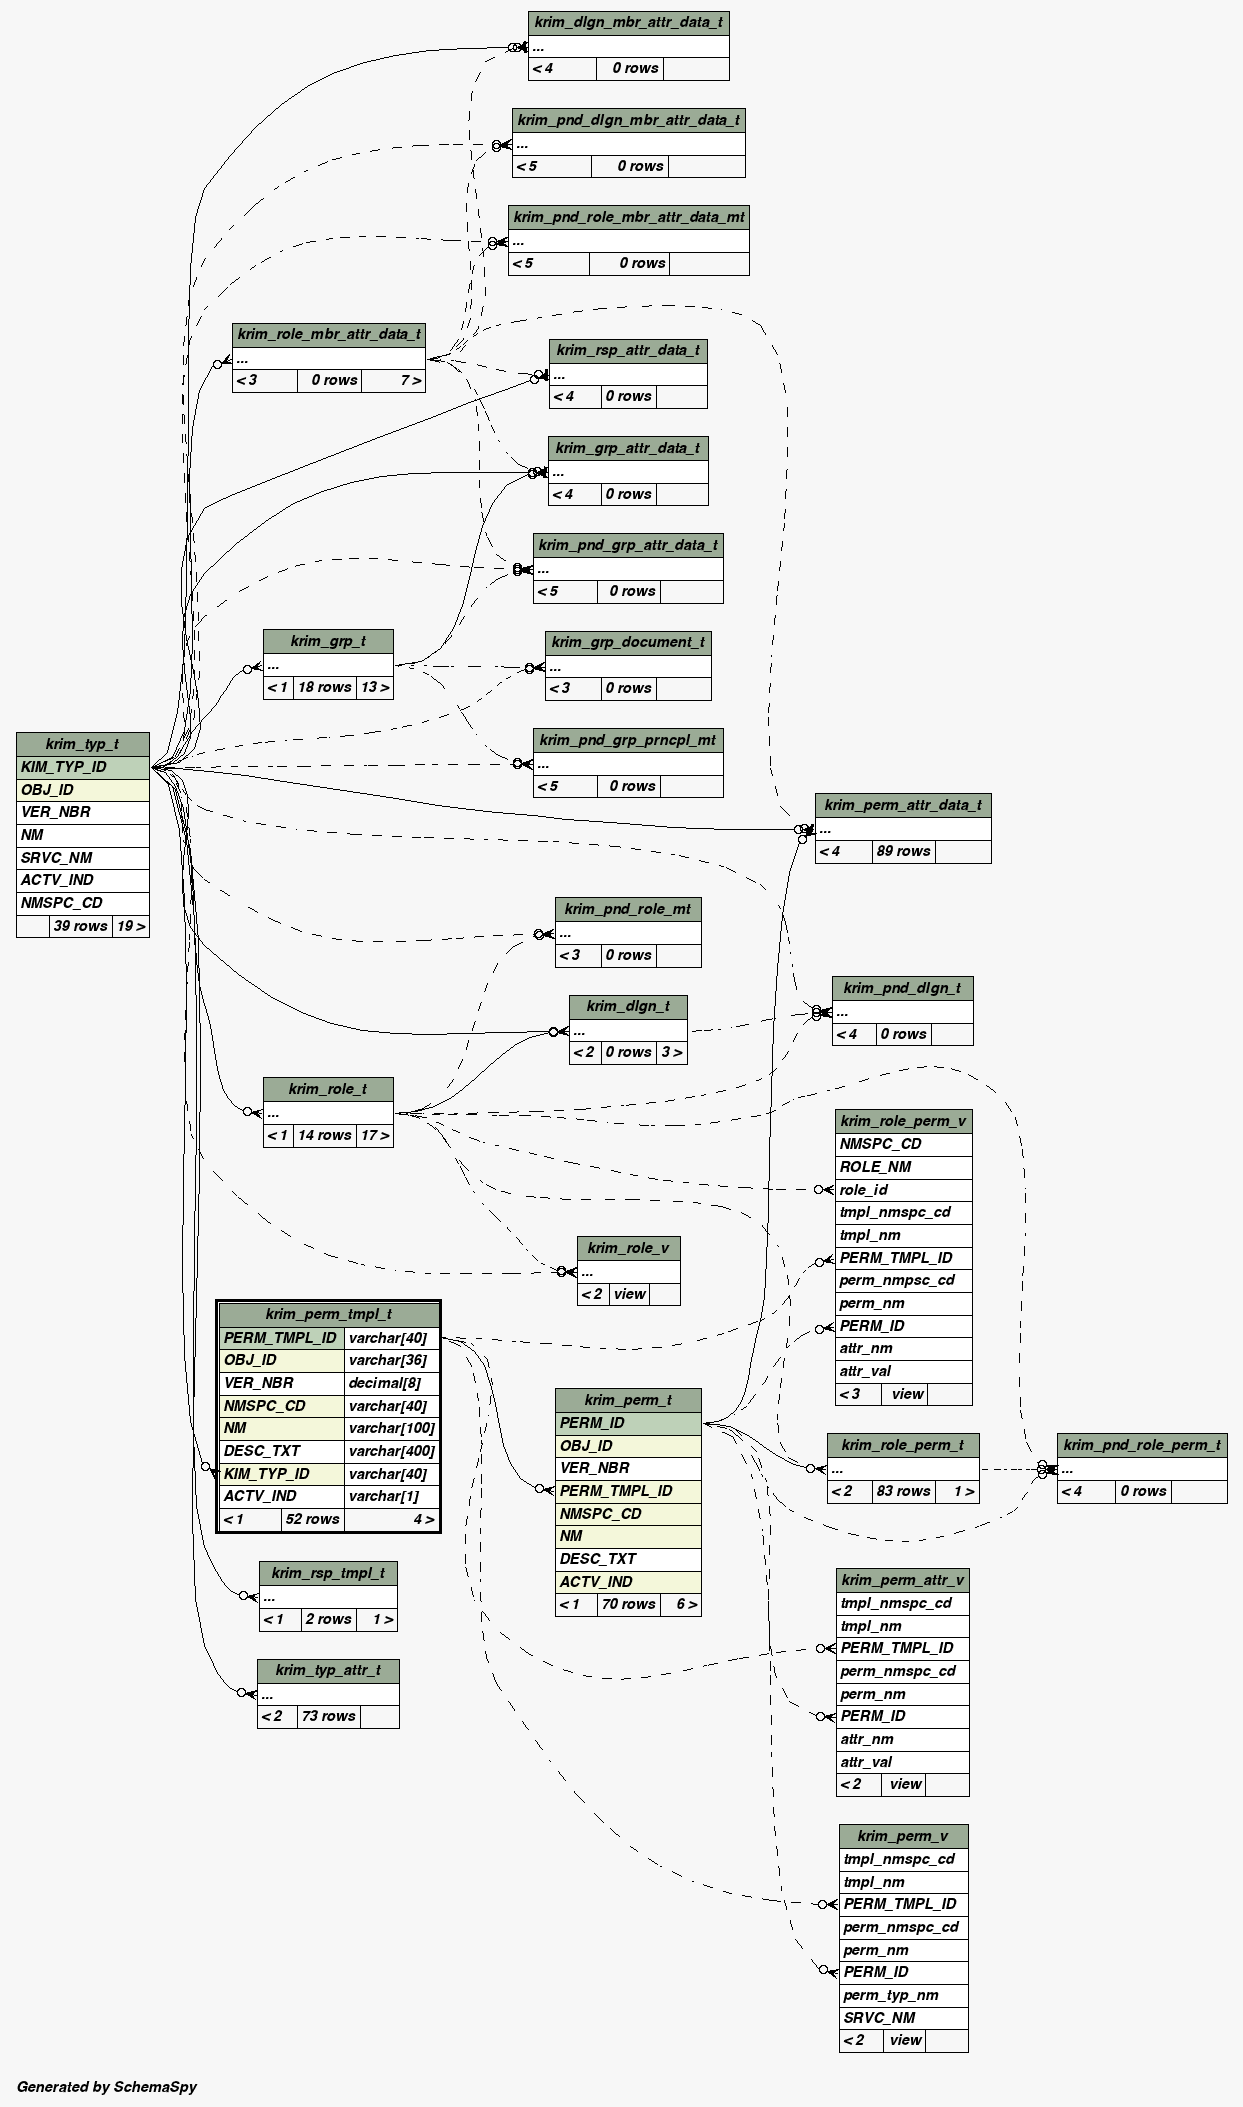 krim_dlgn_mbr_attr_data_t
...
< 4 0 rows
krim_pnd_dlgn_mbr_attr_data_t
...
< 5 0 rows
krim_pnd_role_mbr_attr_data_mt
...
< 5 0 rows
krim_role_mbr_attr_data_t
...
< 3 0 rows 7 >
krim_rsp_attr_data_t
...
< 4 0 rows
krim_grp_attr_data_t
...
< 4 0 rows
krim_pnd_grp_attr_data_t
...
< 5 0 rows
krim_grp_t
...
< 1 18 rows 13 >
krim_grp_document_t
...
< 3 0 rows
krim_pnd_grp_prncpl_mt
...
< 5 0 rows
krim_typ_t
KIM_TYP_ID
OBJ_ID
VER_NBR
NM
SRVC_NM
ACTV_IND
NMSPC_CD
39 rows 19 >
krim_perm_attr_data_t
...
< 4 89 rows
krim_pnd_role_mt
...
< 3 0 rows
krim_dlgn_t
...
< 2 0 rows 3 >
krim_pnd_dlgn_t
...
< 4 0 rows
krim_role_t
...
< 1 14 rows 17 >
krim_role_perm_v
NMSPC_CD
ROLE_NM
role_id
tmpl_nmspc_cd
tmpl_nm
PERM_TMPL_ID
perm_nmpsc_cd
perm_nm
PERM_ID
attr_nm
attr_val
< 3 view
krim_role_v
...
< 2 view
krim_perm_tmpl_t
PERM_TMPL_ID varchar[40]
OBJ_ID varchar[36]
VER_NBR decimal[8]
NMSPC_CD varchar[40]
NM varchar[100]
DESC_TXT varchar[400]
KIM_TYP_ID varchar[40]
ACTV_IND varchar[1]
< 1 52 rows 4 >
krim_perm_t
PERM_ID
OBJ_ID
VER_NBR
PERM_TMPL_ID
NMSPC_CD
NM
DESC_TXT
ACTV_IND
< 1 70 rows 6 >
krim_role_perm_t
...
< 2 83 rows 1 >
krim_pnd_role_perm_t
...
< 4 0 rows
krim_rsp_tmpl_t
...
< 1 2 rows 1 >
krim_typ_attr_t
...
< 2 73 rows
krim_perm_attr_v
tmpl_nmspc_cd
tmpl_nm
PERM_TMPL_ID
perm_nmspc_cd
perm_nm
PERM_ID
attr_nm
attr_val
< 2 view
krim_perm_v
tmpl_nmspc_cd
tmpl_nm
PERM_TMPL_ID
perm_nmspc_cd
perm_nm
PERM_ID
perm_typ_nm
SRVC_NM
< 2 view
Generated by SchemaSpy